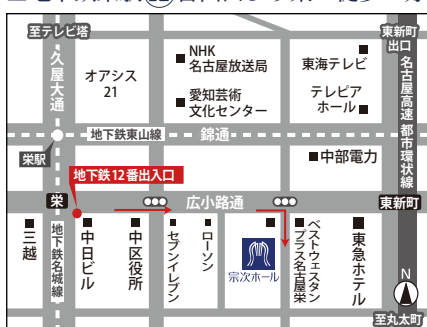 至テレビ塔
久屋大通
オアシス
21
NHK
名古屋放送局
愛知芸術
文化センター
東海テレビ
テレピア
ホール
東新町
出口
名古屋高速都市環状線
地下鉄東山線
錦通
栄駅
中部電力
地下鉄12番出入口
栄
広小路通
東新町
三越
地下鉄名城線
中日ビル
中区役所
セブンイレブン
ローソン
宗次ホール
ベストウェスタン
プラス名古屋栄
東急ホテル
N
至丸太町